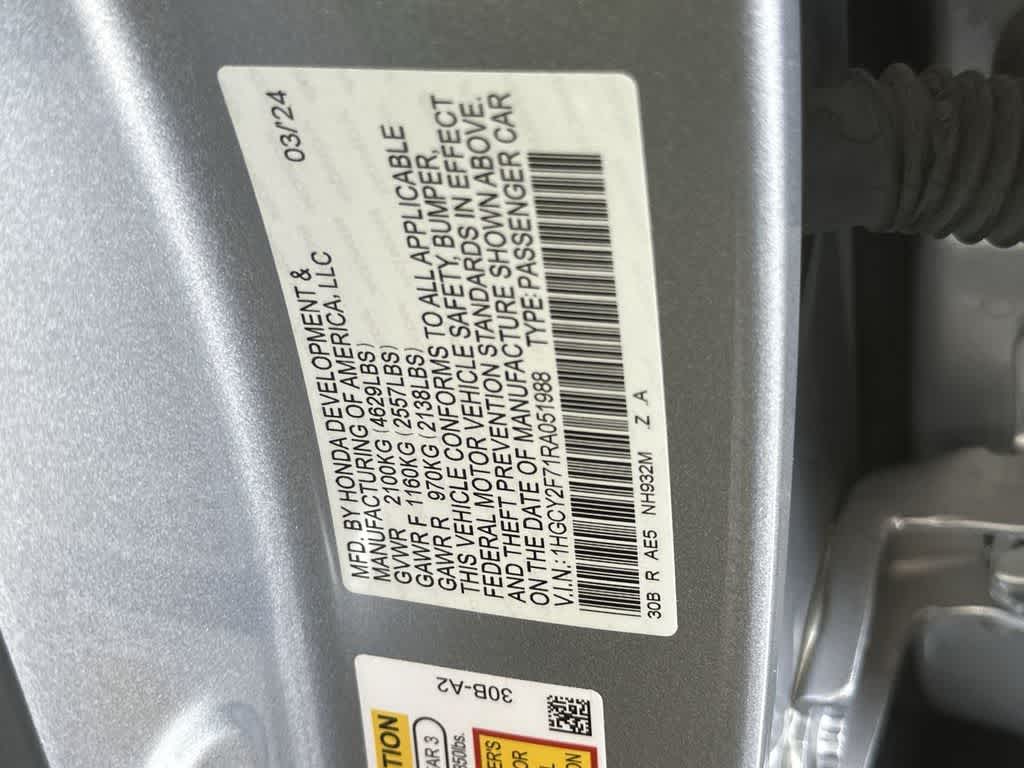 MFD. BY HONDA DEVELOPMENT & 03/'24
MANUFACTURING OF AMERICA, LLC
GVWR 2100KG (4629LBS)
GAWR F 1160KG (2557LBS)
GAWR R 970KG (2138LBS)
THIS VEHICLE CONFORMS TO ALL APPLICABLE
FEDERAL MOTOR VEHICLE SAFETY, BUMPER,
AND THEFT PREVENTION STANDARDS IN EFFECT
ON THE DATE OF MANUFACTURE SHOWN ABOVE.
V.I.N.: 1HGCY2F71RA051988 TYPE: PASSENGER CAR
30B R AE5 NH932M Z A
30B-A2